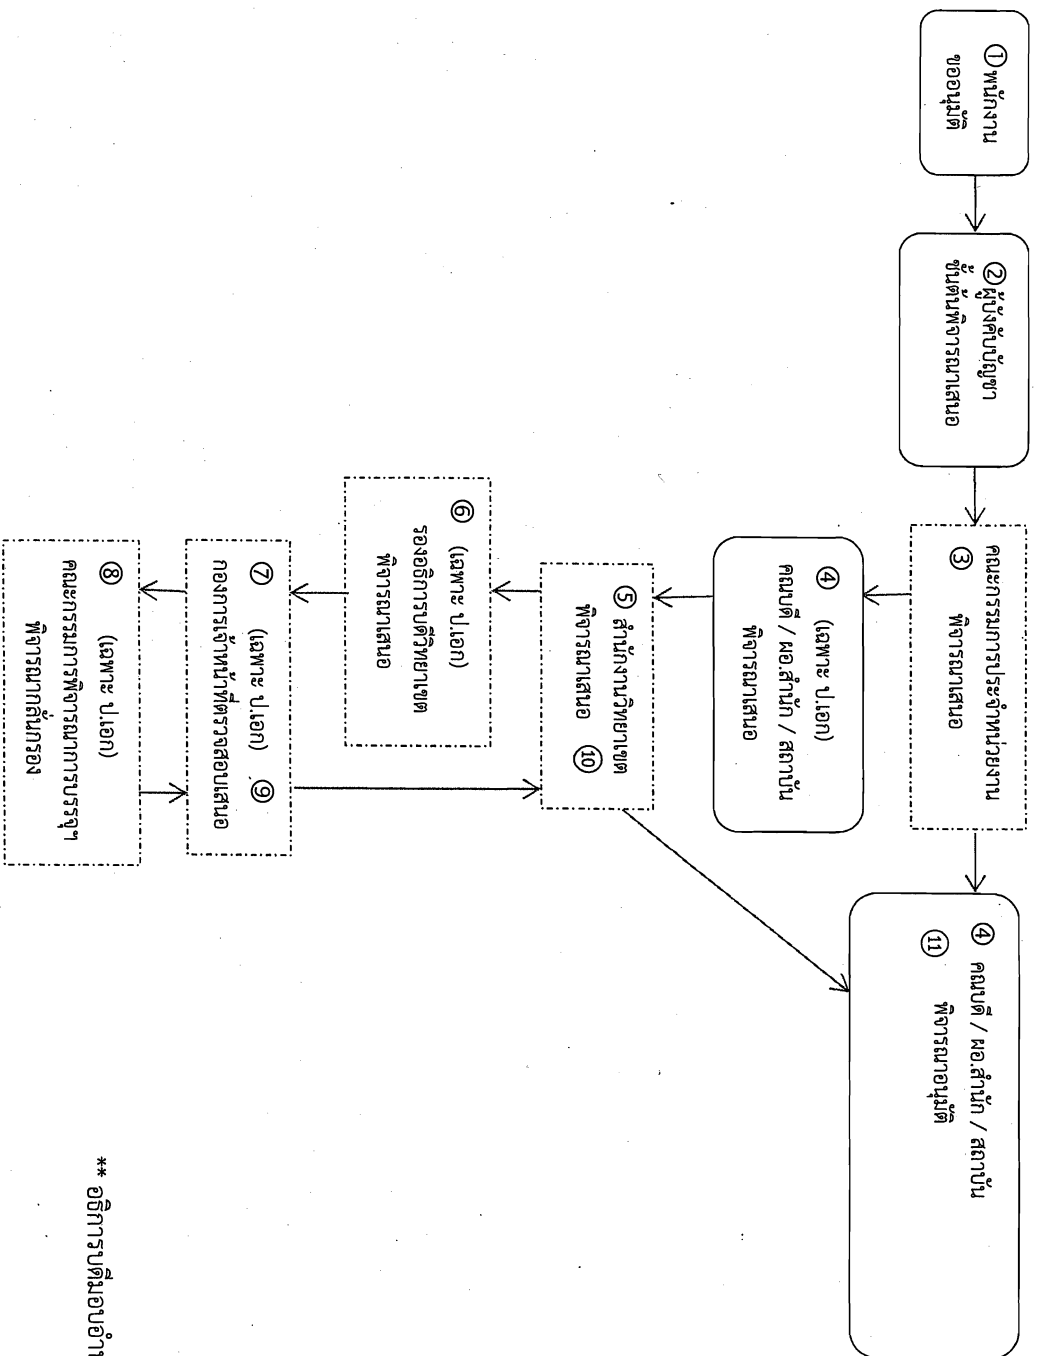 ① พนักงาน
ขออนุมัติ
② ผู้บังคับบัญชา
ชั้นต้นพิจารณาเสนอ
คณะกรรมการประจำหน่วยงาน
③ พิจารณาเสนอ
④ (เฉพาะ ป.เอก)
คณบดี / ผอ.สำนัก / สถาบัน
พิจารณาเสนอ
⑤ สำนักงานวิทยาเขต
พิจารณาเสนอ ⑩
⑥ (เฉพาะ ป.เอก)
รองอธิการบดีวิทยาเขต
พิจารณาเสนอ
⑦ (เฉพาะ ป.เอก) ⑨
กองการเจ้าหน้าที่ตรวจสอบเสนอ
⑧ (เฉพาะ ป.เอก)
คณะกรรมการพิจารณาการบรรจุฯ
พิจารณากลั่นกรอง
④ คณบดี / ผอ.สำนัก / สถาบัน
⑪ พิจารณาอนุมัติ
** อธิการบดีมอบอำ